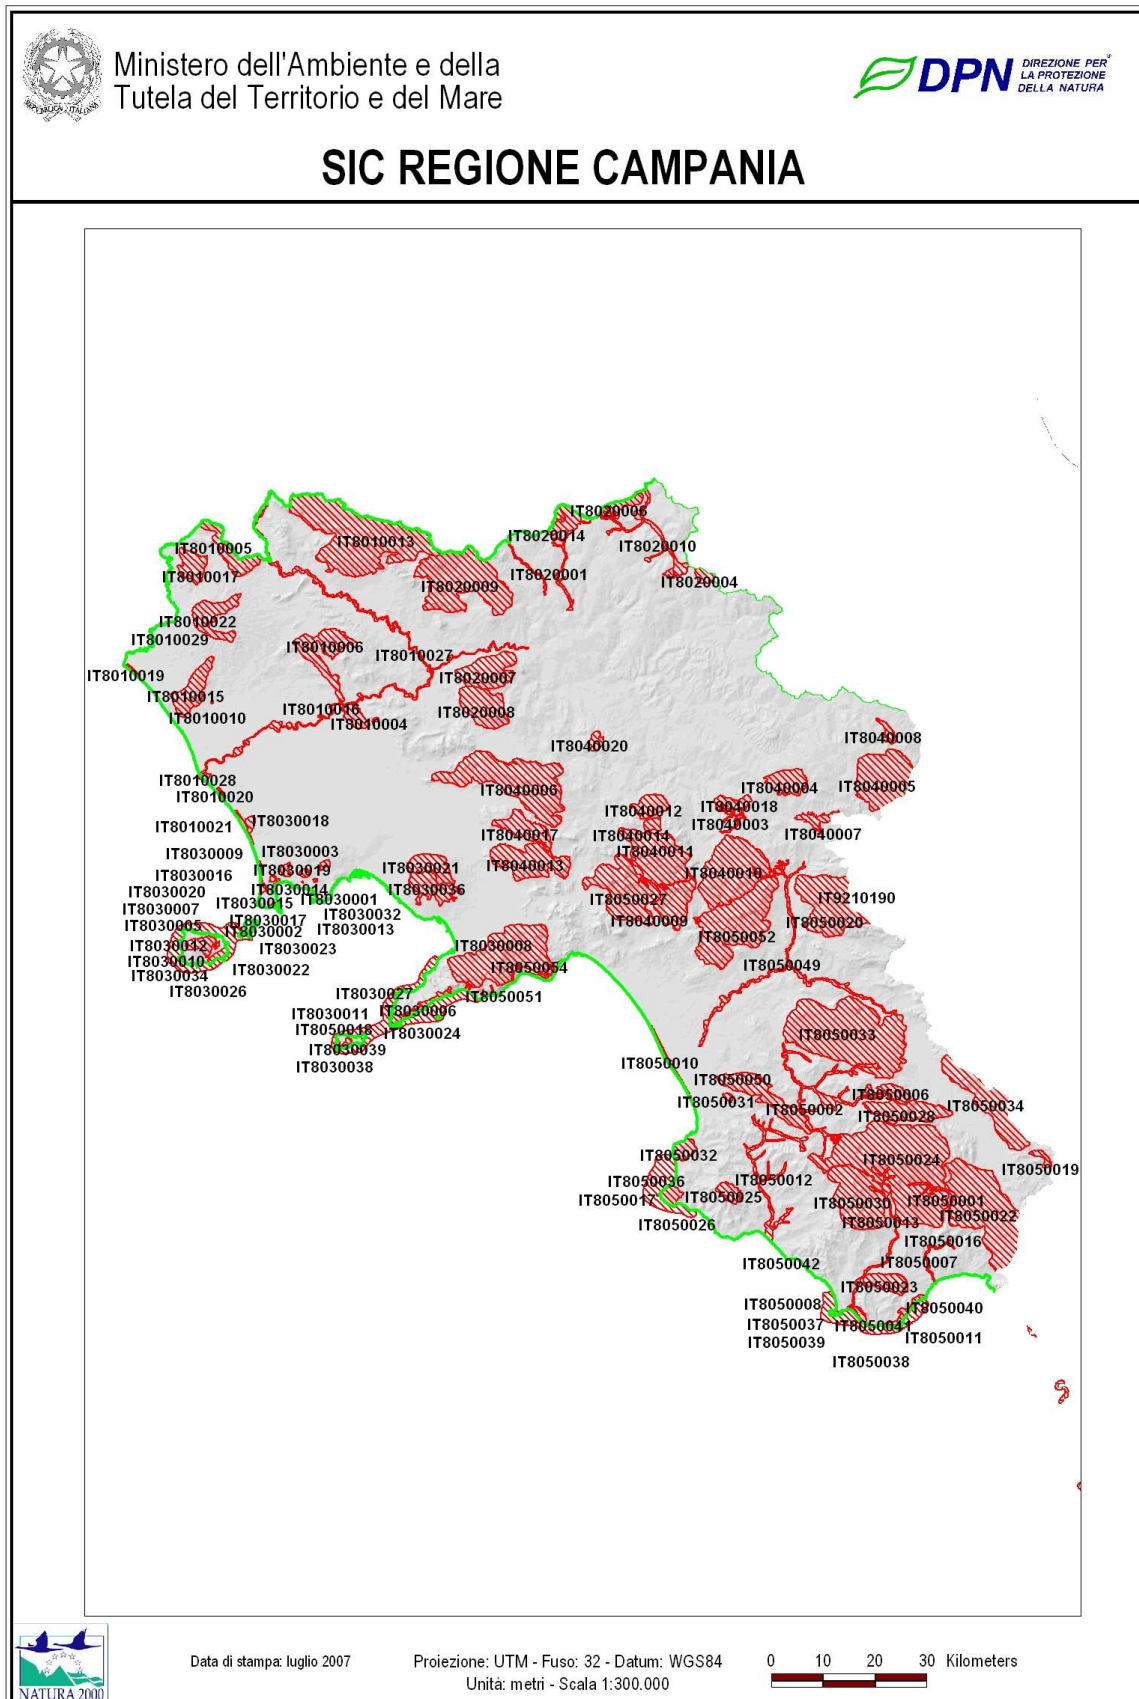 Ministero dell'Ambiente e della
Tutela del Territorio e del Mare
REPVBBLICA ITALIANA
DPN
DIREZIONE PER
LA PROTEZIONE
DELLA NATURA
SIC REGIONE CAMPANIA
IT8020006
IT8020014
IT8010013
IT8010005
IT8020010
IT8010017
IT8020001
IT8020004
IT8020009
IT8010022
IT8010029
IT8010006
IT8010027
IT8010019
IT8020007
IT8010015
IT8010016
IT8020008
IT8010010
IT8010004
IT8040008
IT8040020
IT8010028
IT8040005
IT8040004
IT8040006
IT8010020
IT8040018
IT8040012
IT8030018
IT8040003
IT8010021
IT8040007
IT8040017
IT8040014
IT8030009
IT8030003
IT8040011
IT8040013
IT8030021
IT8030019
IT8040010
IT8030016
IT8030014
IT8030036
IT8030020
IT9210190
IT8030001
IT8050027
IT8030015
IT8030007
IT8030032
IT8030017
IT8040009
IT8050020
IT8030005
IT8030013
IT8030002
IT8050052
IT8030012
IT8030008
IT8030023
IT8030010
IT8050049
IT8050054
IT8030022
IT8030034
IT8030026
IT8030027
IT8050051
IT8030011
IT8030006
IT8050018
IT8030024
IT8050033
IT8030039
IT8030038
IT8050010
IT8050050
IT8050006
IT8050031
IT8050034
IT8050002
IT8050028
IT8050032
IT8050024
IT8050019
IT8050036
IT8050012
IT8050017
IT8050025
IT8050030
IT8050001
IT8050022
IT8050013
IT8050026
IT8050016
IT8050042
IT8050007
IT8050023
IT8050008
IT8050040
IT8050037
IT8050041
IT8050039
IT8050011
IT8050038
NATURA 2000
Data di stampa: luglio 2007
Proiezione: UTM - Fuso: 32 - Datum: WGS84
Unità: metri - Scala 1:300.000
0 10 20 30 Kilometers